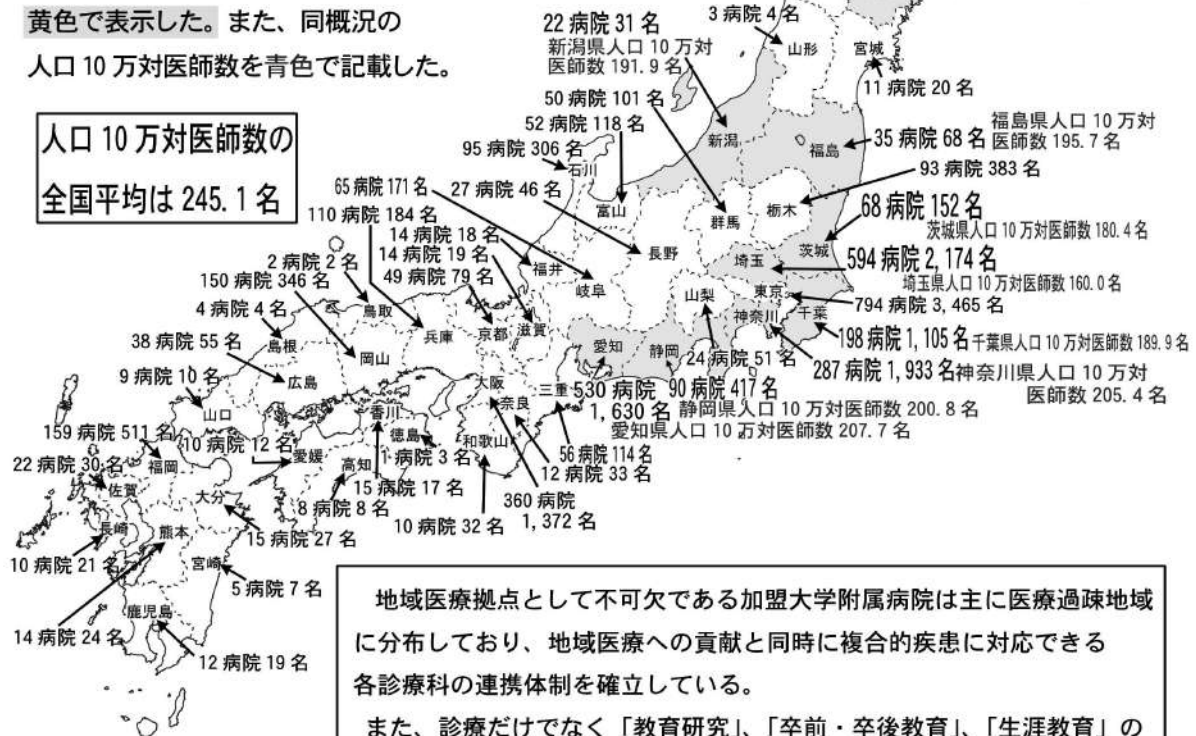 黄色で表示した。また、同概況の
人口10万対医師数を青色で記載した。
人口10万対医師数の
全国平均は245.1名
3病院4名
山形
宮城
11病院20名
22病院31名
新潟県人口10万対
医師数191.9名
新潟
50病院101名
52病院118名
95病院306名
石川
福島県人口10万対
35病院68名 医師数195.7名
福島
93病院383名
栃木
群馬
68病院152名
茨城県人口10万対医師数180.4名
茨城
65病院171名
27病院46名
富山
長野
110病院184名
14病院18名
14病院19名
49病院79名
福井
岐阜
埼玉
594病院2,174名
埼玉県人口10万対医師数160.0名
東京
794病院3,465名
山梨
神奈川
千葉
198病院1,105名 千葉県人口10万対医師数189.9名
24病院51名
287病院1,933名 神奈川県人口10万対
医師数205.4名
150病院346名
2病院2名
鳥取
4病院4名
島根
兵庫
京都
滋賀
愛知
静岡
38病院55名
岡山
広島
9病院10名
山口
大阪
奈良
三重
530病院
1,630名
90病院417名
静岡県人口10万対医師数200.8名
愛知県人口10万対医師数207.7名
159病院511名
福岡
10病院12名
愛媛
香川
徳島
高知
和歌山
1病院3名
56病院114名
12病院33名
22病院30名
佐賀
大分
15病院17名
8病院8名
360病院
1,372名
10病院32名
長崎
熊本
15病院27名
10病院21名
宮崎
5病院7名
鹿児島
14病院24名
12病院19名
地域医療拠点として不可欠である加盟大学附属病院は主に医療過疎地域
に分布しており、地域医療への貢献と同時に複合的疾患に対応できる
各診療科の連携体制を確立している。
また、診療だけでなく「教育研究」、「卒前・卒後教育」、「生涯教育」の